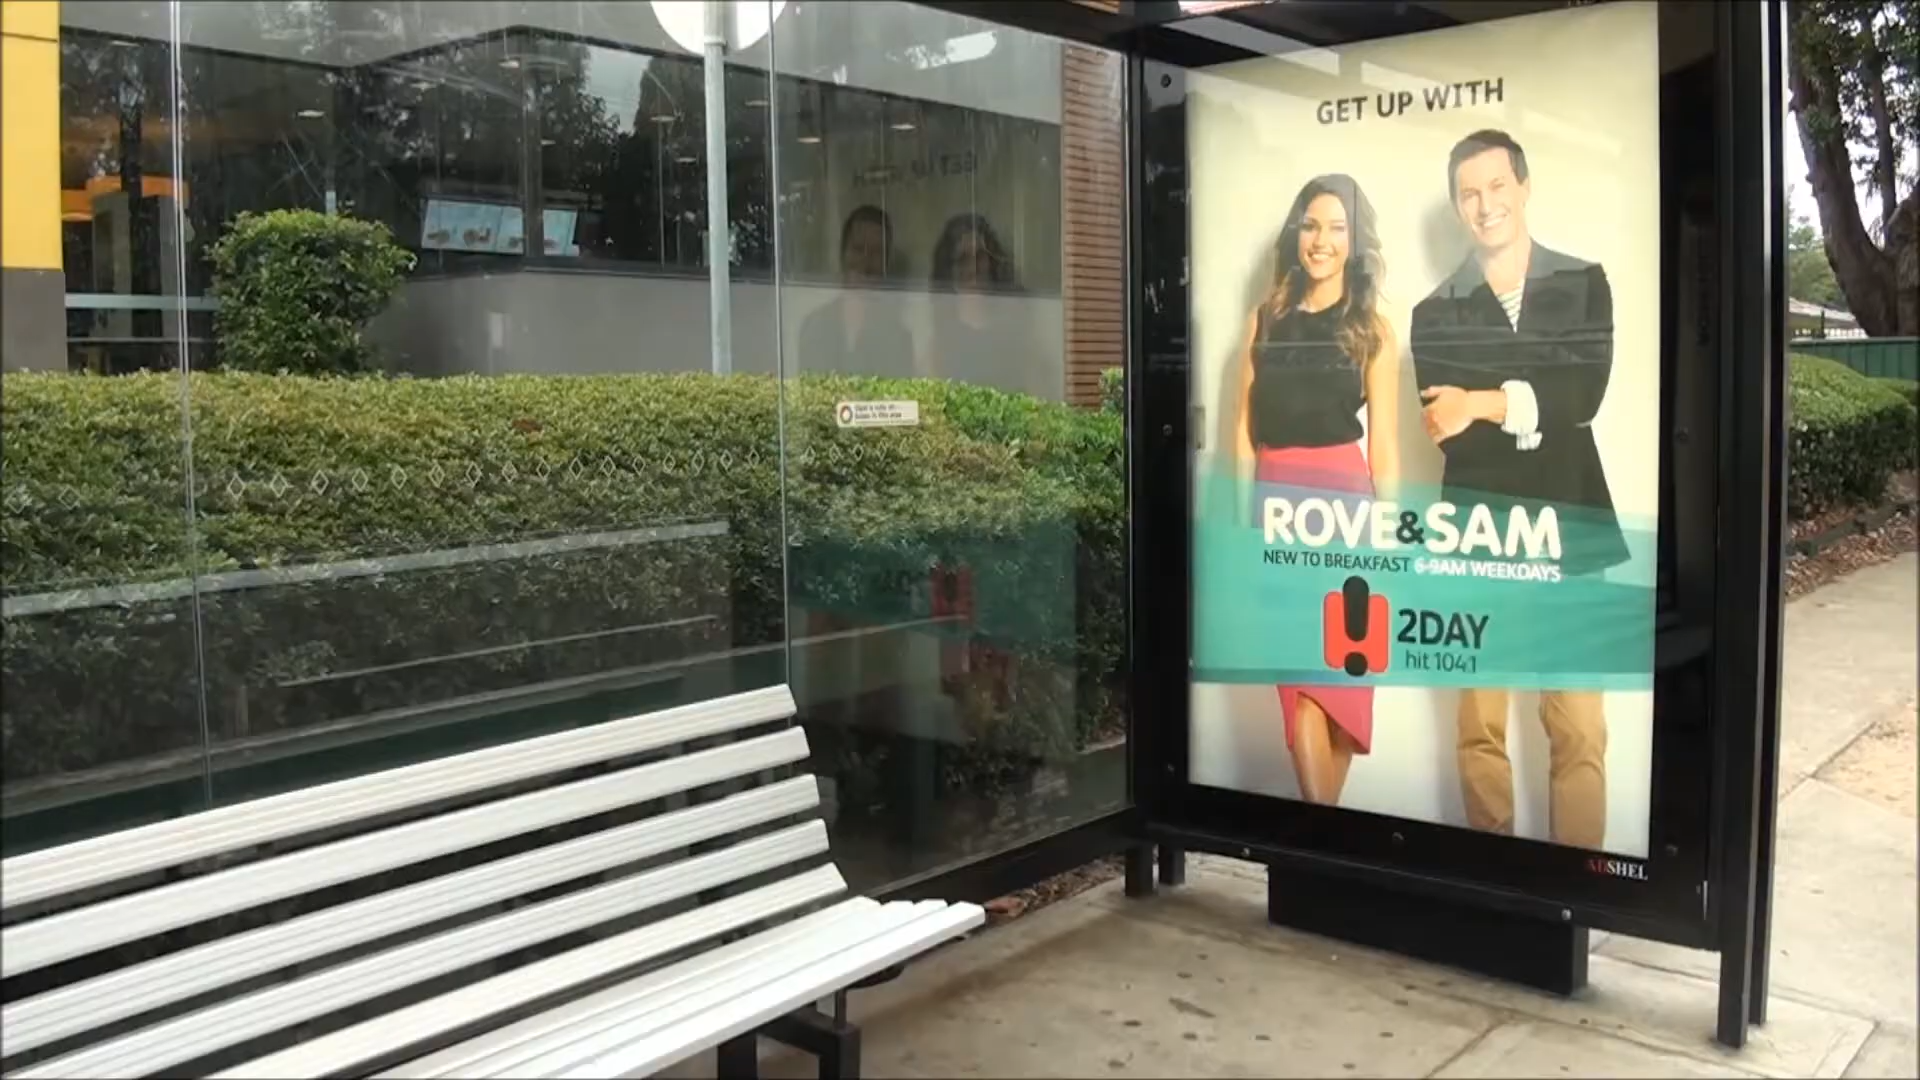 GET UP WITH
ROVE&SAM
NEW TO BREAKFAST 6-9AM WEEKDAYS
2DAY
hit 104.1
ADSHEL